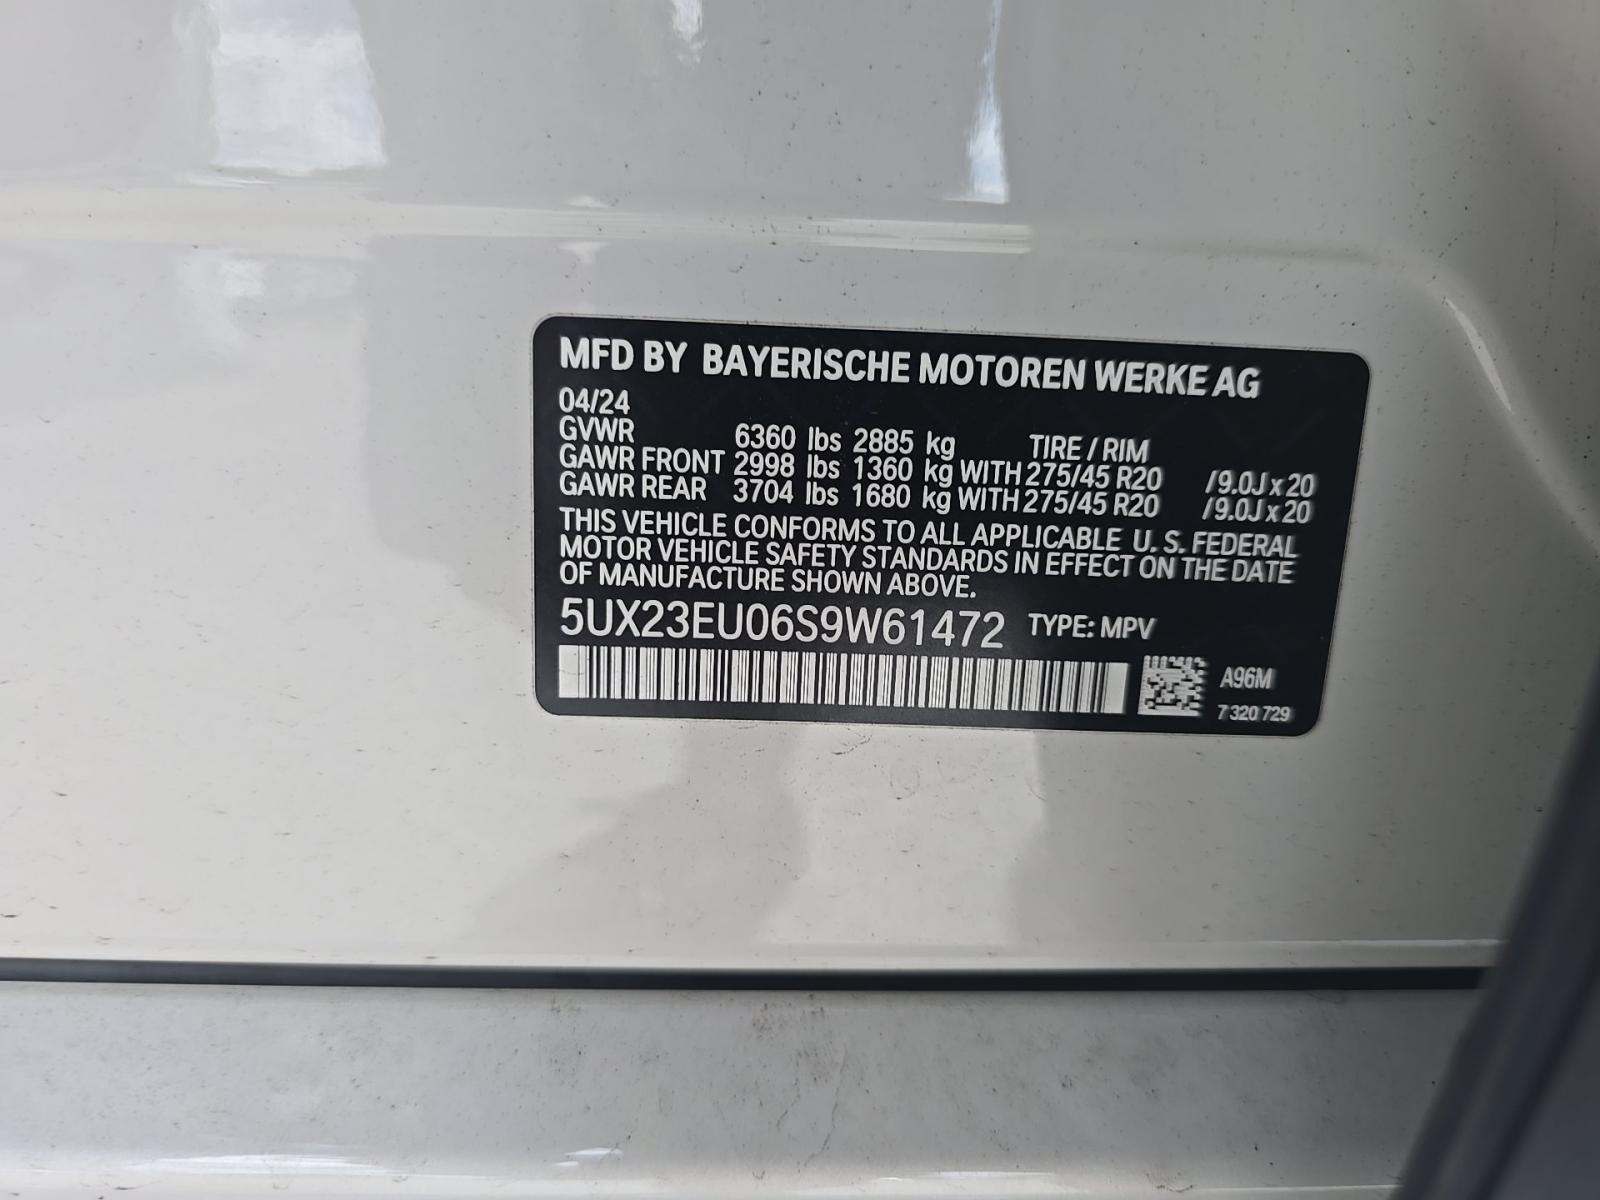 MFD BY BAYERISCHE MOTOREN WERKE AG
04/24
GVWR 6360 lbs 2885 kg TIRE / RIM
GAWR FRONT 2998 lbs 1360 kg WITH 275/45 R20 /9.0J x 20
GAWR REAR 3704 lbs 1680 kg WITH 275/45 R20 /9.0J x 20
THIS VEHICLE CONFORMS TO ALL APPLICABLE U. S. FEDERAL
MOTOR VEHICLE SAFETY STANDARDS IN EFFECT ON THE DATE
OF MANUFACTURE SHOWN ABOVE.
5UX23EU06S9W61472 TYPE: MPV
A96M
7 320 729